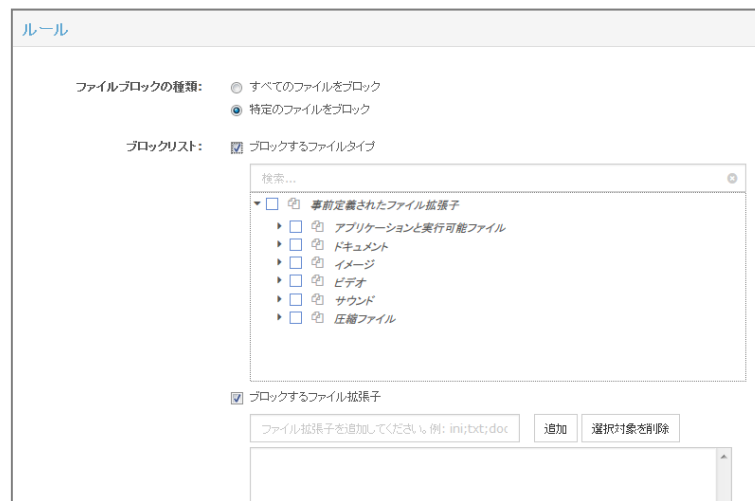 ルール
ファイルブロックの種類: すべてのファイルをブロック
特定のファイルをブロック
ブロックリスト: ブロックするファイルタイプ
検索...
事前定義されたファイル拡張子
アプリケーションと実行可能ファイル
ドキュメント
イメージ
ビデオ
サウンド
圧縮ファイル
ブロックするファイル拡張子
ファイル拡張子を追加してください。例: ini;txt;doc 追加 選択対象を削除